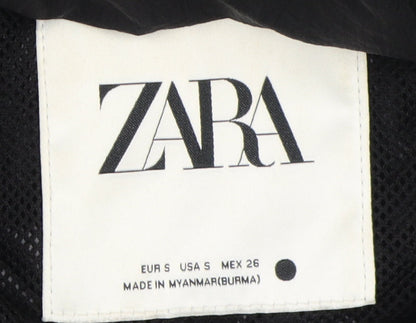 ZARA
EUR S USA S MEX 26
MADE IN MYANMAR(BURMA)